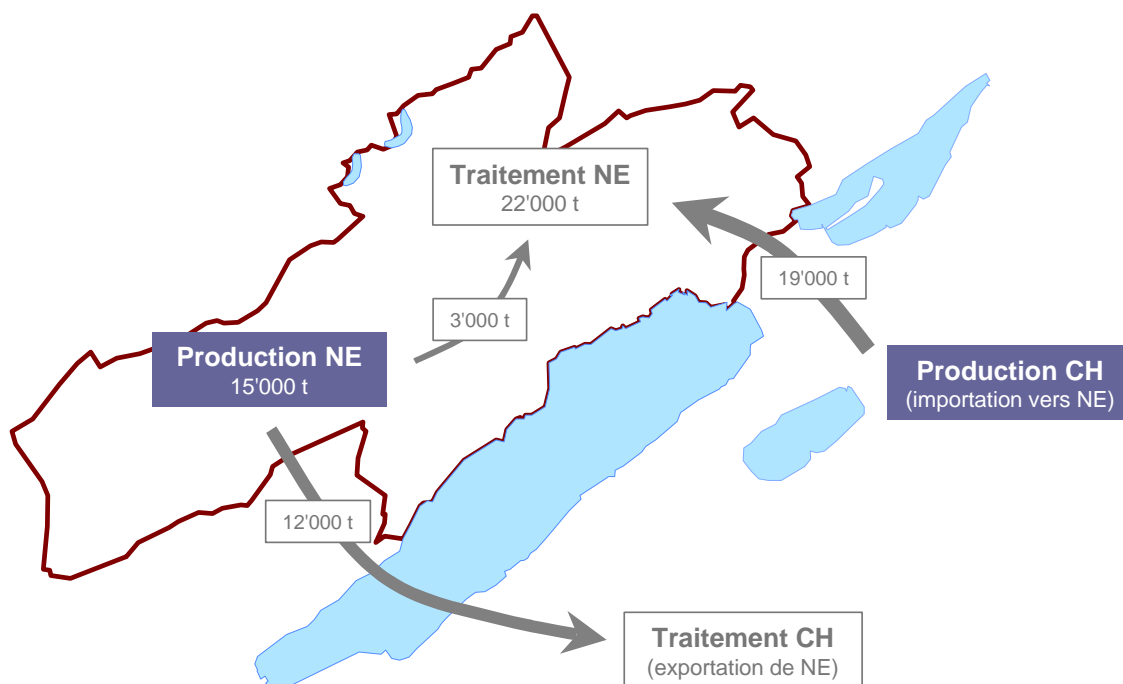 Traitement NE
22'000 t
19'000 t
3'000 t
Production NE
15'000 t
Production CH
(importation vers NE)
12'000 t
Traitement CH
(exportation de NE)